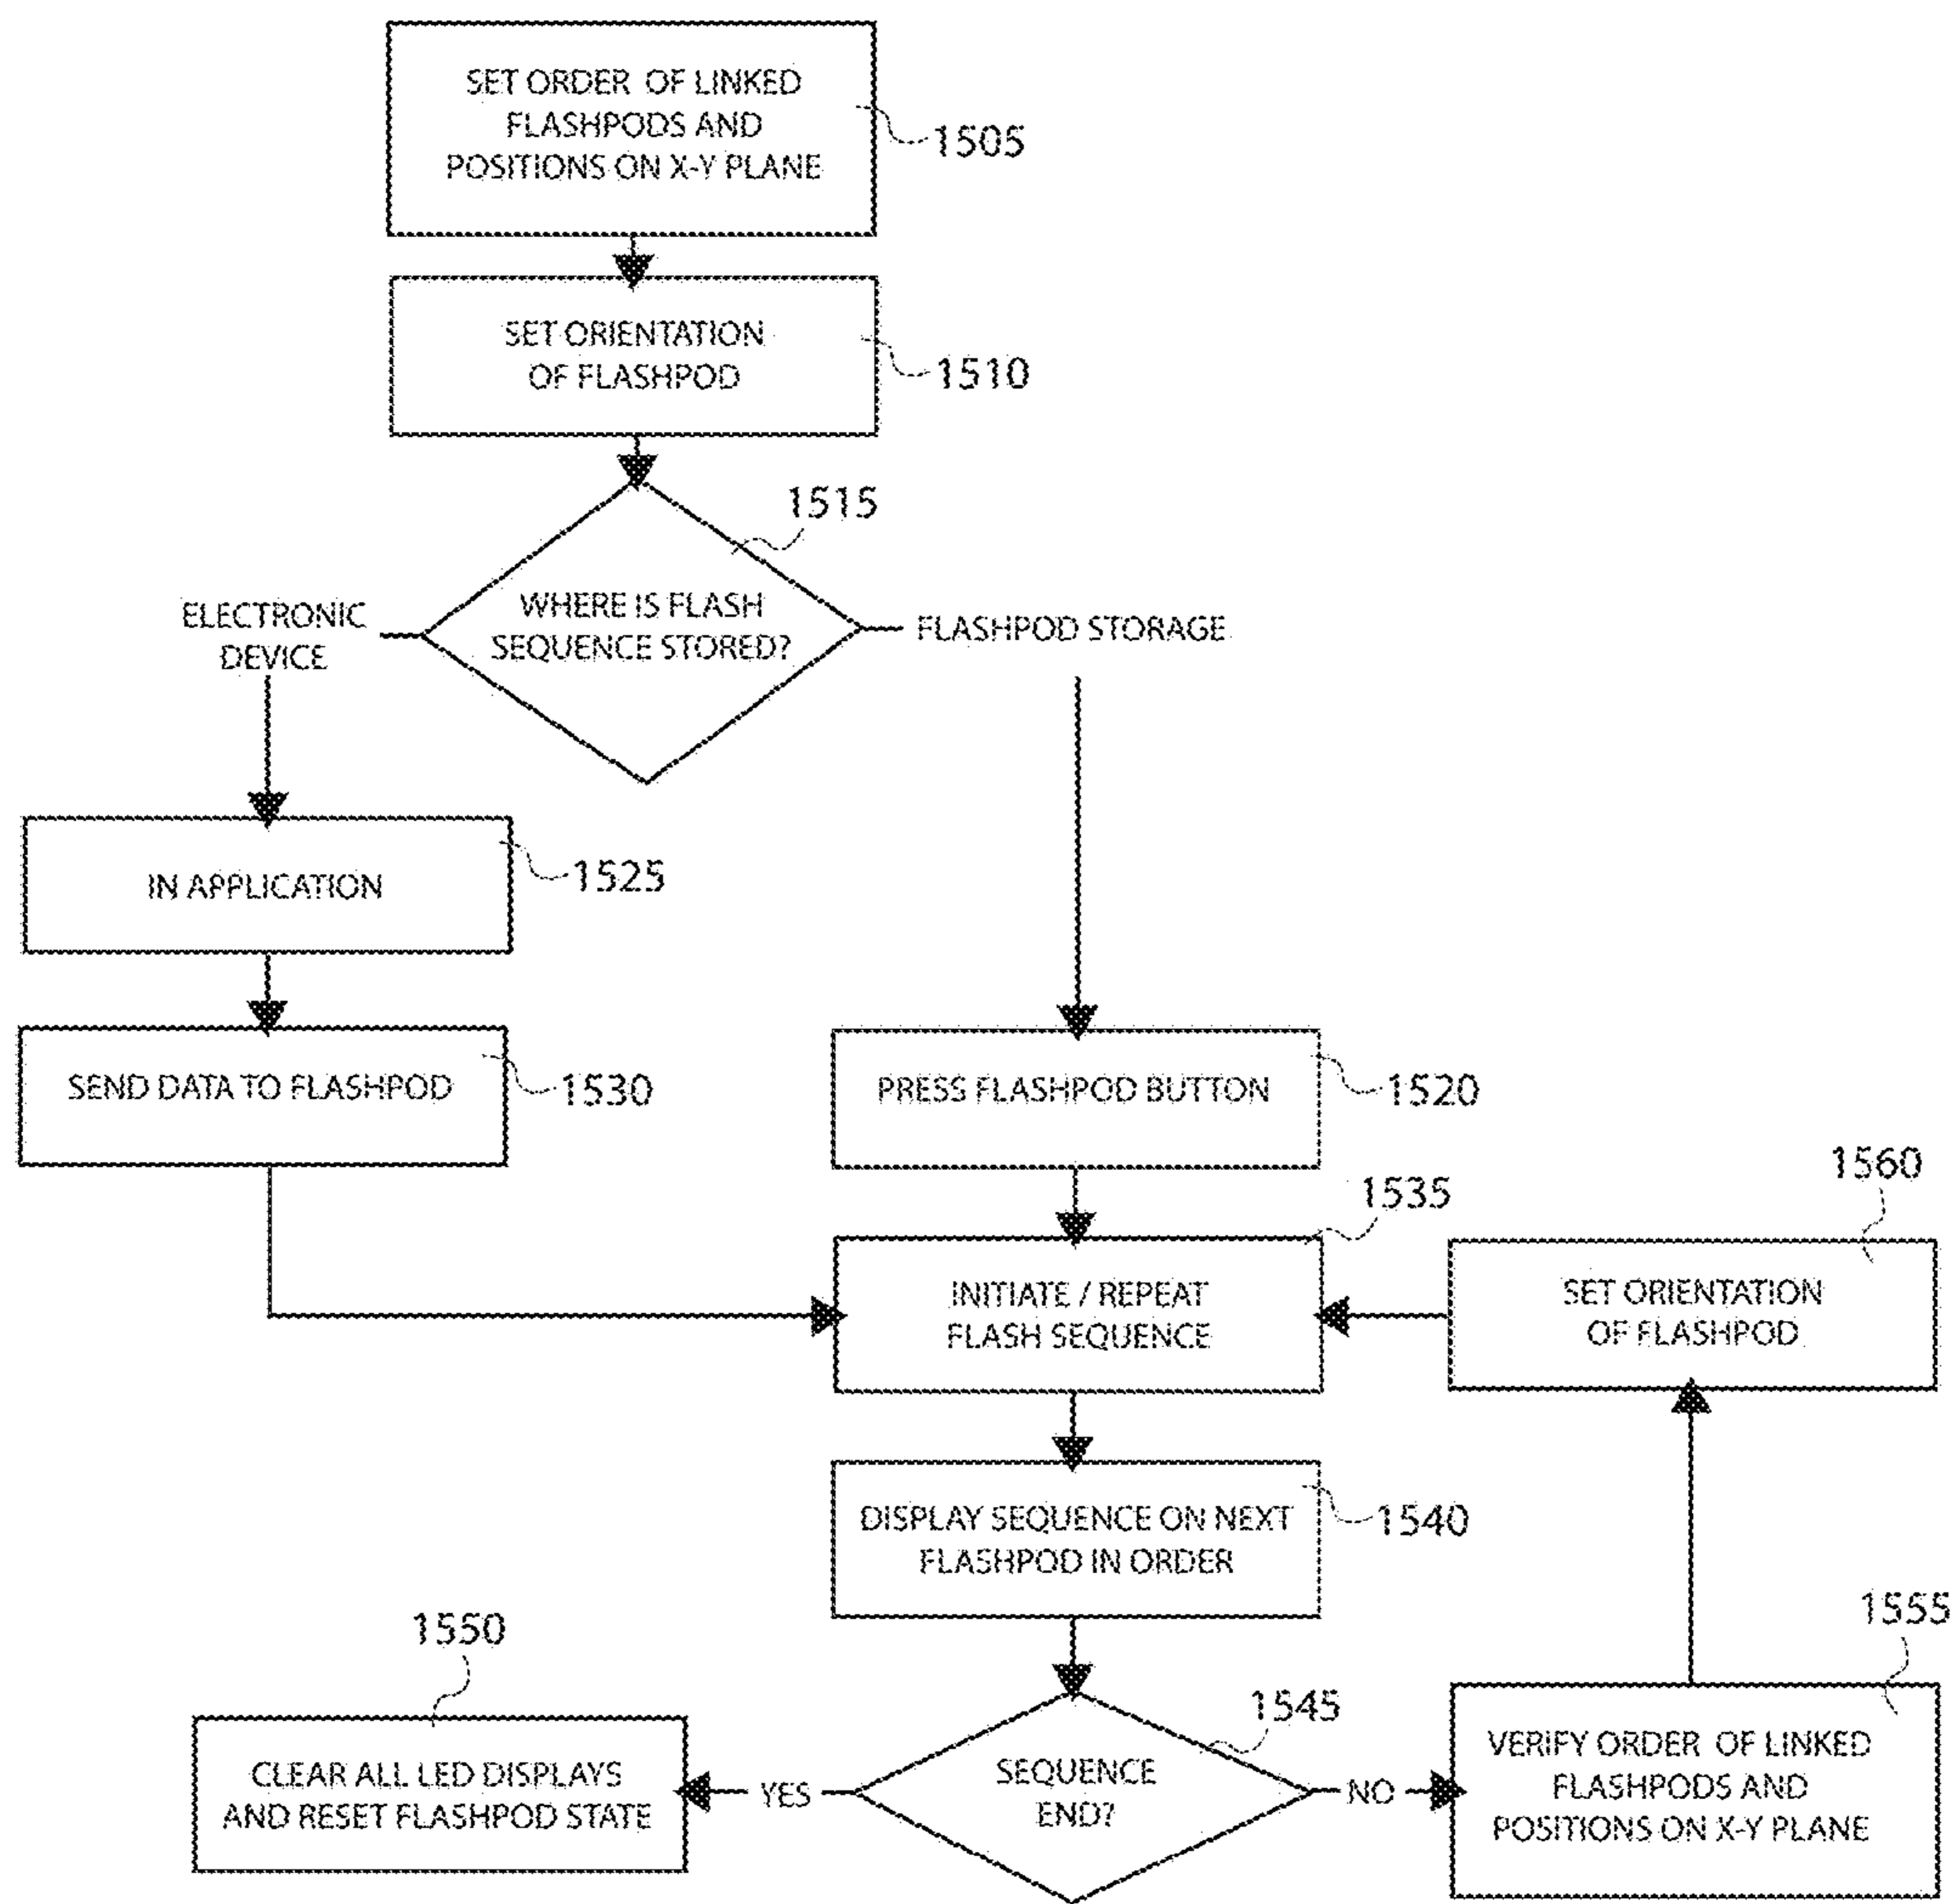 SET ORDER OF LINKED
FLASHPODS AND
POSITIONS ON X-Y PLANE
1505
SET ORIENTATION
OF FLASHPOD
1510
1515
WHERE IS FLASH
SEQUENCE STORED?
ELECTRONIC
DEVICE
FLASHPOD STORAGE
IN APPLICATION
1525
SEND DATA TO FLASHPOD
1530
PRESS FLASHPOD BUTTON
1520
1535
INITIATE / REPEAT
FLASH SEQUENCE
1560
SET ORIENTATION
OF FLASHPOD
DISPLAY SEQUENCE ON NEXT
FLASHPOD IN ORDER
1540
1550
CLEAR ALL LED DISPLAYS
AND RESET FLASHPOD STATE
YES
1545
SEQUENCE
END?
NO
1555
VERIFY ORDER OF LINKED
FLASHPODS AND
POSITIONS ON X-Y PLANE